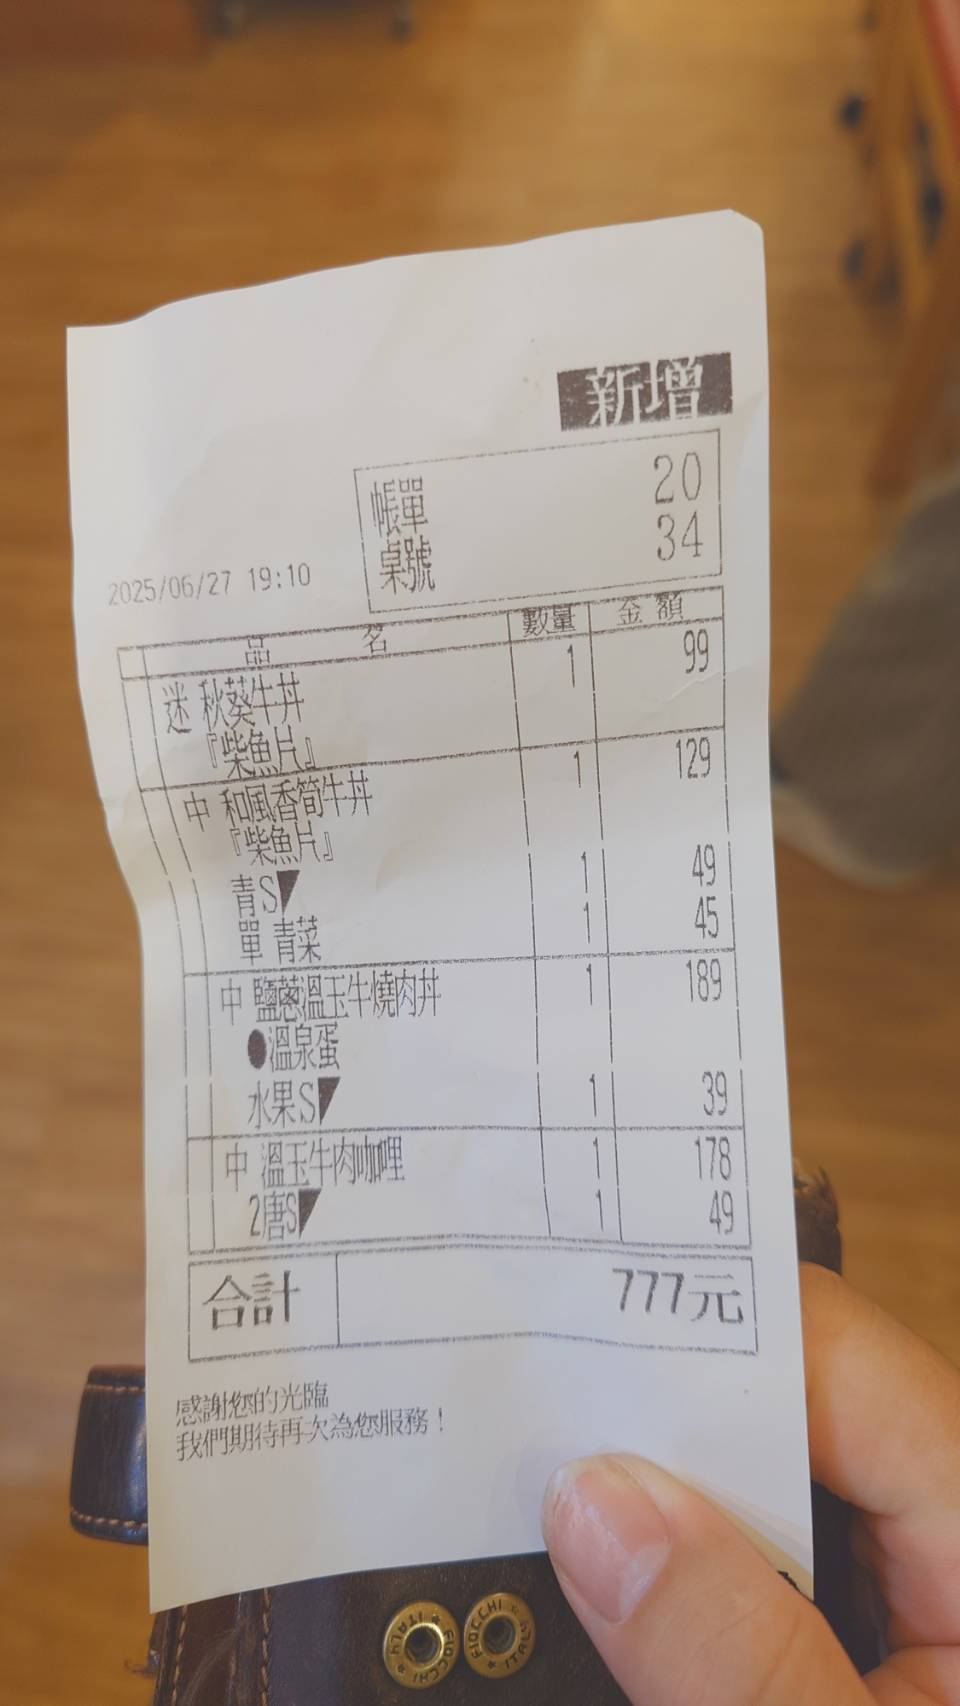 新增
帳單 20
桌號 34
2025/06/27 19:10
品名 數量 金額
迷 秋葵牛丼 1 99
『柴魚片』
中 和風香筍牛丼 1 129
『柴魚片』
青S◤ 1 49
單 青菜 1 45
中 鹽蔥溫玉牛燒肉丼 1 189
●溫泉蛋
水果S◤ 1 39
中 溫玉牛肉咖哩 1 178
2唐S◤ 1 49
合計 777元
感謝您的光臨
我們期待再次為您服務！
FIOCCHI ★ ITALY ★
FIOCCHI ★ ITALY